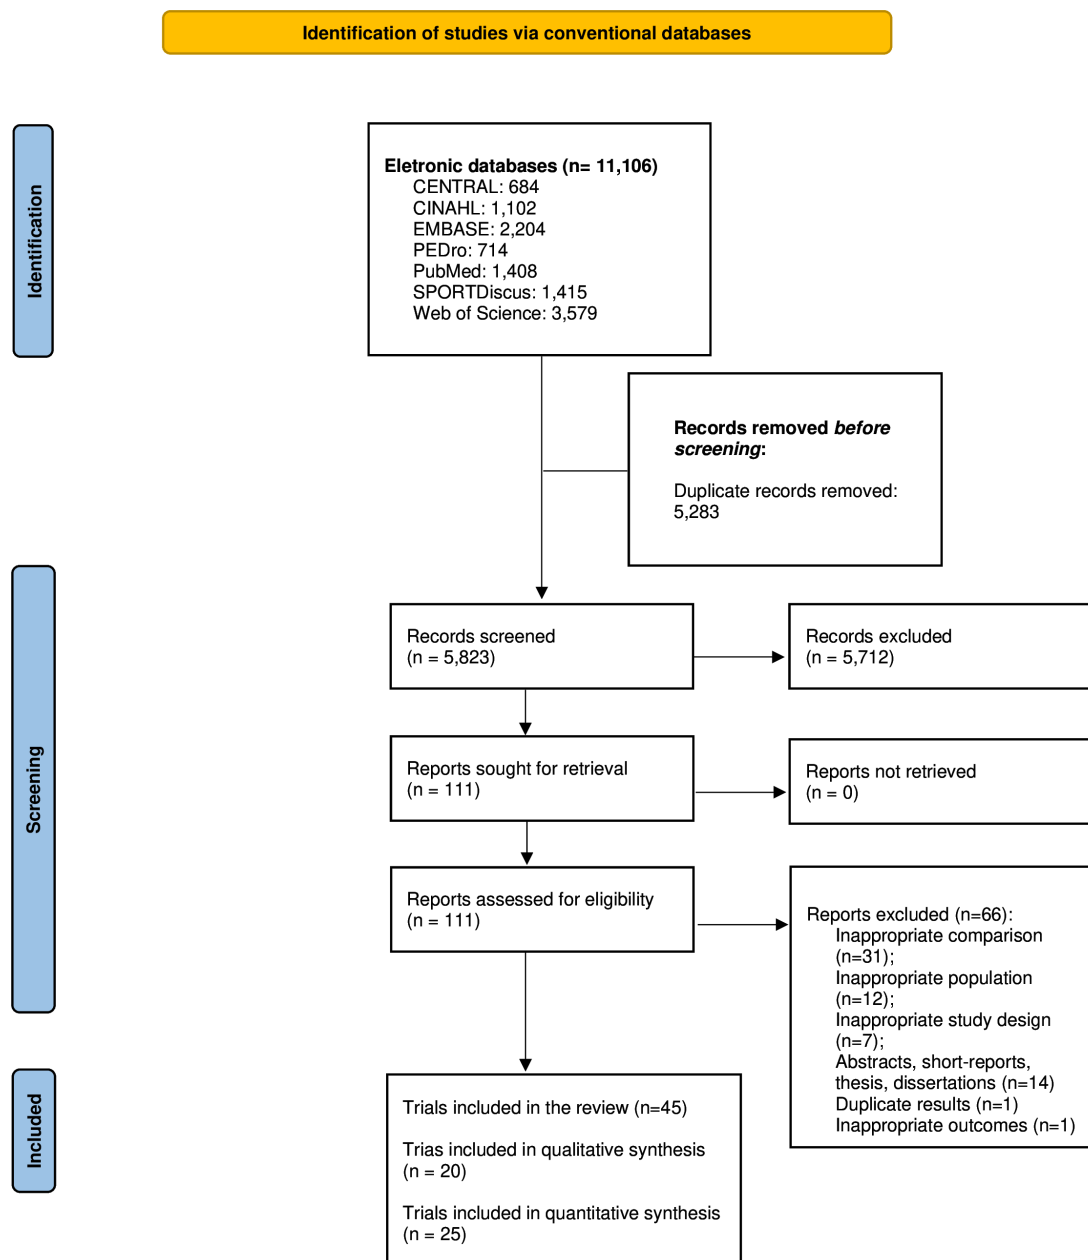 Identification of studies via conventional databases
Identification
Eletronic databases (n= 11,106)
CENTRAL: 684
CINAHL: 1,102
EMBASE: 2,204
PEDro: 714
PubMed: 1,408
SPORTDiscus: 1,415
Web of Science: 3,579
Records removed before
screening:
Duplicate records removed:
5,283
Screening
Records screened
(n = 5,823)
Records excluded
(n = 5,712)
Reports sought for retrieval
(n = 111)
Reports not retrieved
(n = 0)
Reports assessed for eligibility
(n = 111)
Reports excluded (n=66):
Inappropriate comparison
(n=31);
Inappropriate population
(n=12);
Inappropriate study design
(n=7);
Abstracts, short-reports,
thesis, dissertations (n=14)
Duplicate results (n=1)
Inappropriate outcomes (n=1)
Included
Trials included in the review (n=45)
Trias included in qualitative synthesis
(n = 20)
Trials included in quantitative synthesis
(n = 25)